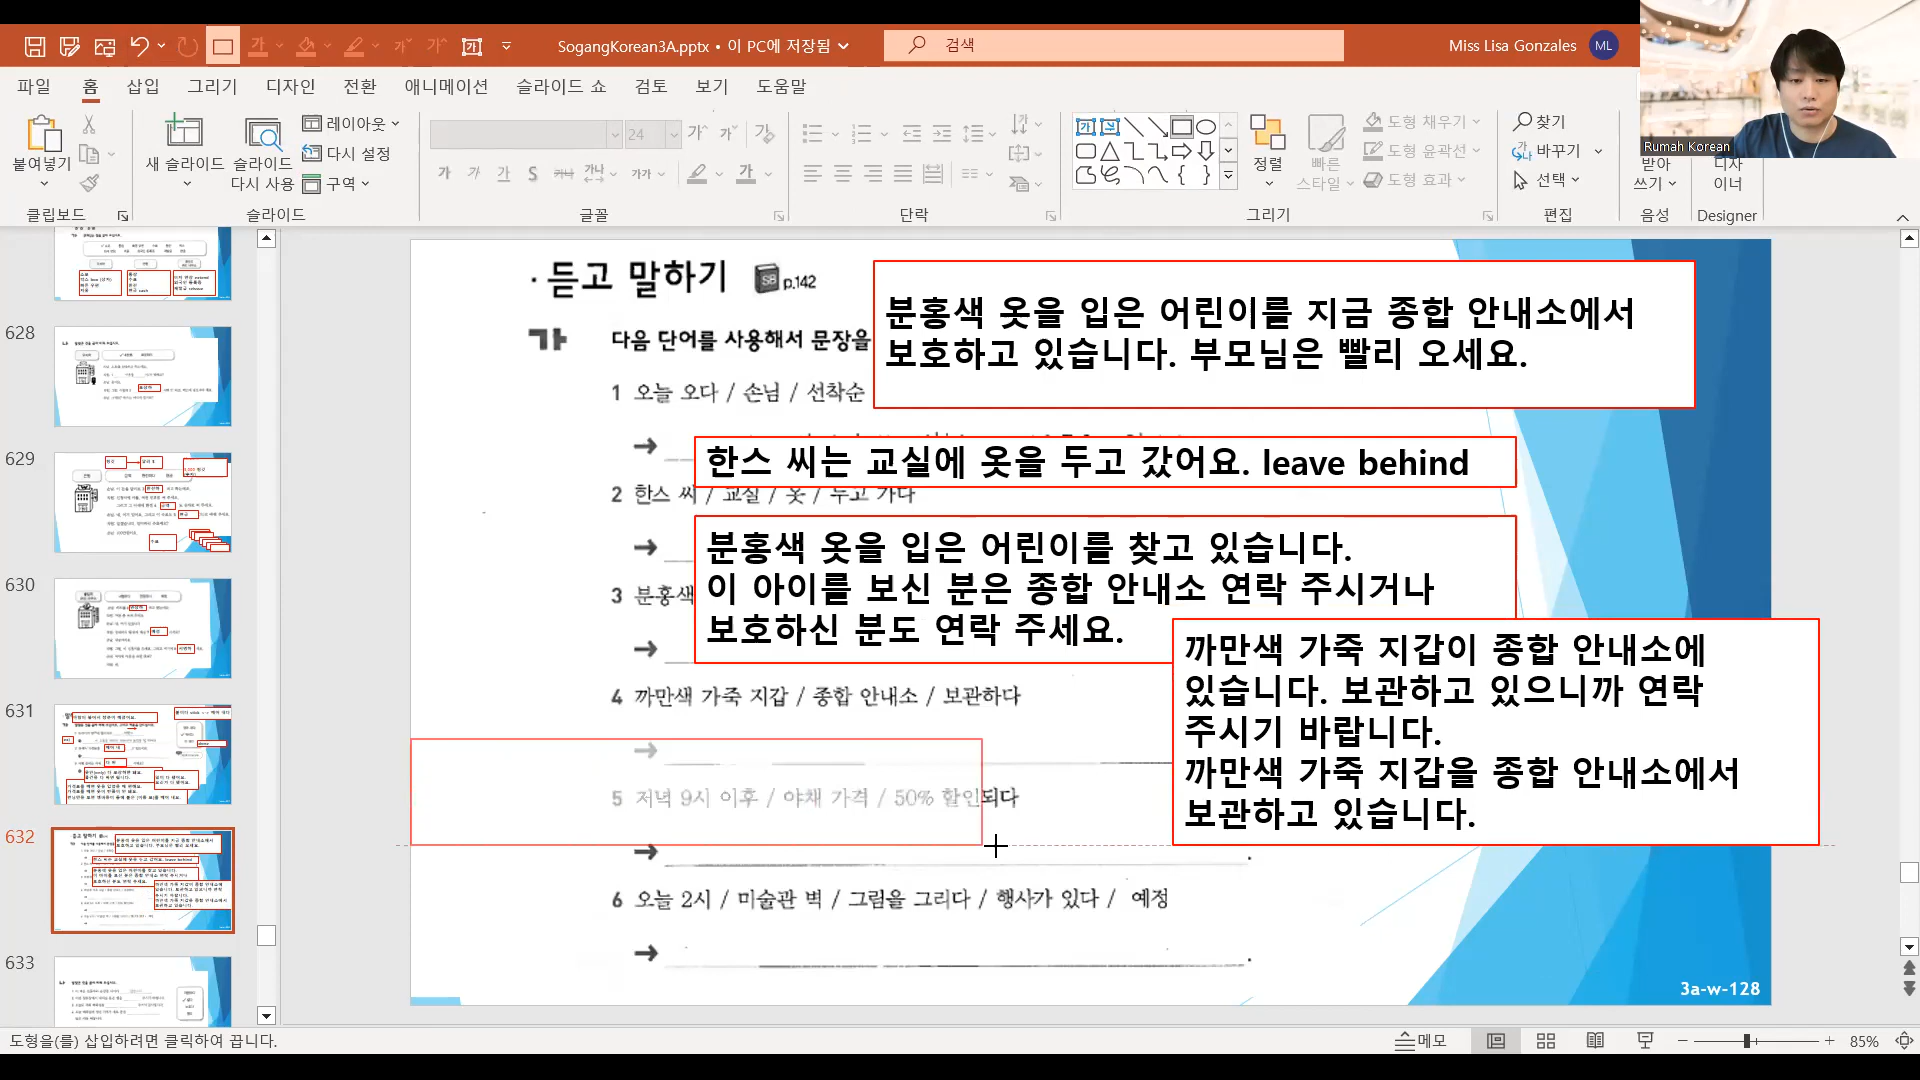 SogangKorean3A.pptx • 이 PC에 저장됨
검색
Miss Lisa Gonzales
ML
Rumah Korean
파일
홈
삽입
그리기
디자인
전환
애니메이션
슬라이드 쇼
검토
보기
도움말
붙여넣기
새 슬라이드
슬라이드 다시 사용
레이아웃
다시 설정
구역
24
정렬
빠른 스타일
도형 채우기
도형 윤곽선
도형 효과
찾기
바꾸기
선택
받아쓰기
디자이너
클립보드
슬라이드
글꼴
단락
그리기
편집
음성
Designer
628
629
630
631
632
633
· 듣고 말하기 SB p.142
가 다음 단어를 사용해서 문장을
분홍색 옷을 입은 어린이를 지금 종합 안내소에서
보호하고 있습니다. 부모님은 빨리 오세요.
1 오늘 오다 / 손님 / 선착순
한스 씨는 교실에 옷을 두고 갔어요. leave behind
2 한스 씨 / 교실 / 옷 / 두고 가다
분홍색 옷을 입은 어린이를 찾고 있습니다.
이 아이를 보신 분은 종합 안내소 연락 주시거나
보호하신 분도 연락 주세요.
3 분홍색
까만색 가죽 지갑이 종합 안내소에
있습니다. 보관하고 있으니까 연락
주시기 바랍니다.
까만색 가죽 지갑을 종합 안내소에서
보관하고 있습니다.
4 까만색 가죽 지갑 / 종합 안내소 / 보관하다
5 저녁 9시 이후 / 야채 가격 / 50% 할인되다
6 오늘 2시 / 미술관 벽 / 그림을 그리다 / 행사가 있다 / 예정
3a-w-128
도형을(를) 삽입하려면 클릭하여 끕니다.
메모
85%